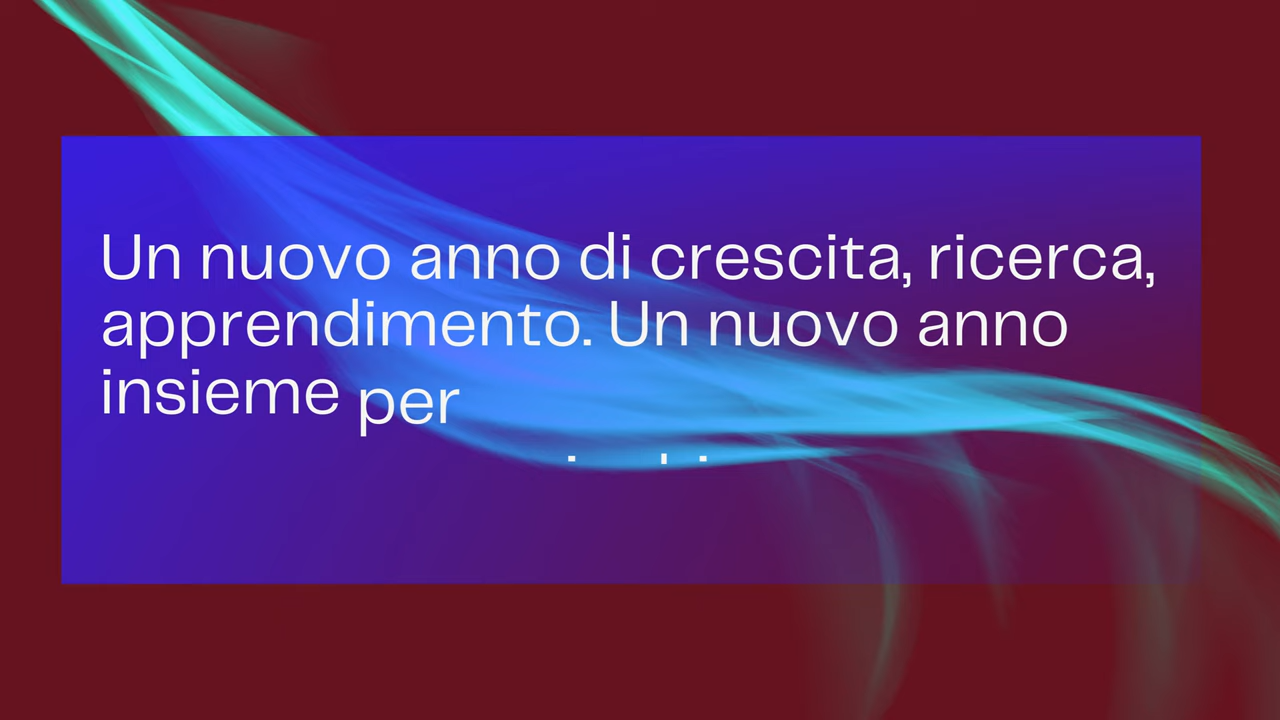 Un nuovo anno di crescita, ricerca,
apprendimento. Un nuovo anno
insieme per